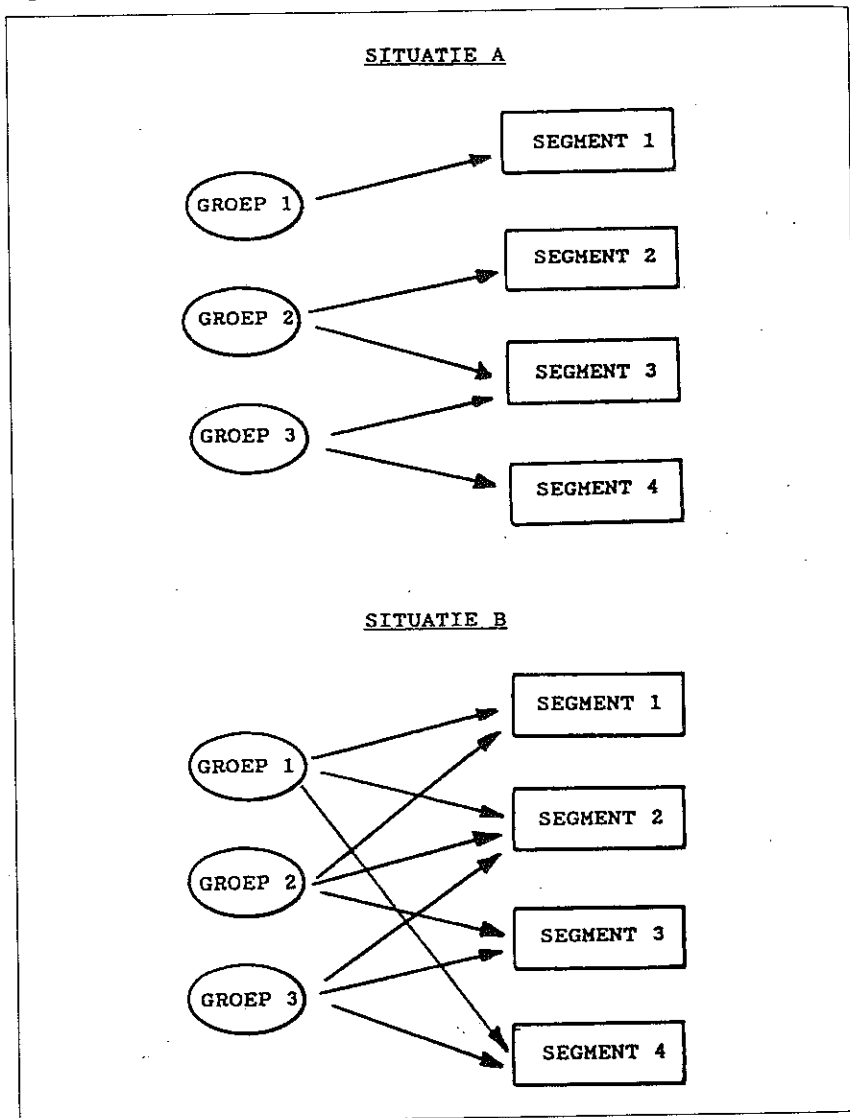 SITUATIE A
SEGMENT 1
GROEP 1
SEGMENT 2
GROEP 2
SEGMENT 3
GROEP 3
SEGMENT 4
SITUATIE B
SEGMENT 1
GROEP 1
SEGMENT 2
GROEP 2
SEGMENT 3
GROEP 3
SEGMENT 4